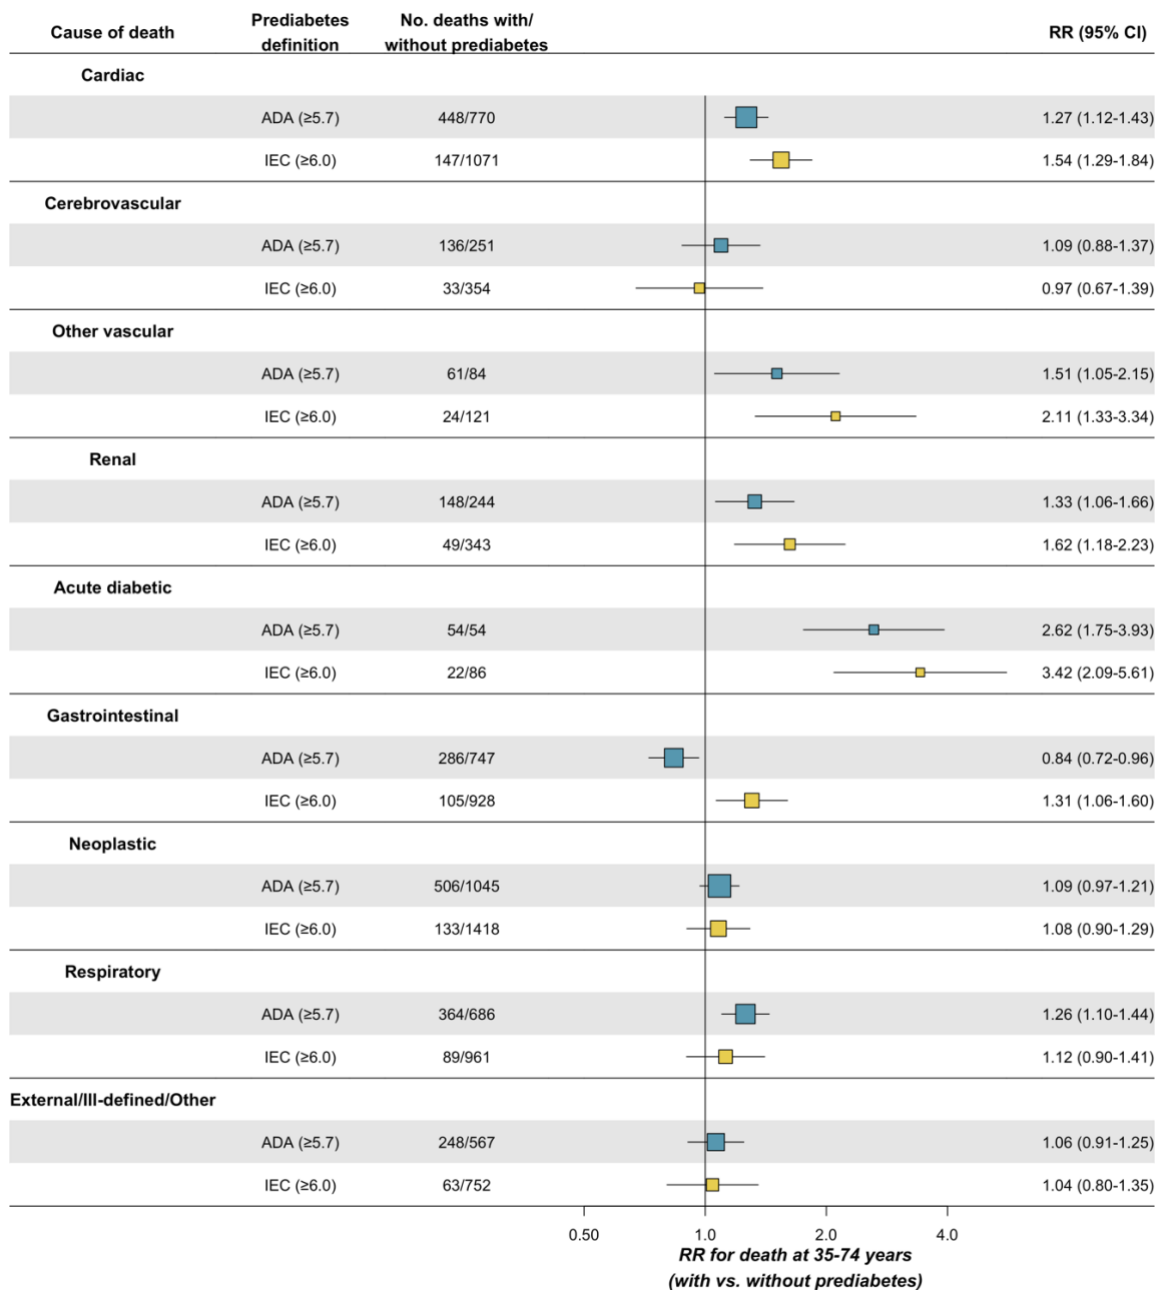 Cause of death Prediabetes definition No. deaths with/ without prediabetes RR (95% CI)
Cardiac
ADA (≥5.7) 448/770 1.27 (1.12-1.43)
IEC (≥6.0) 147/1071 1.54 (1.29-1.84)
Cerebrovascular
ADA (≥5.7) 136/251 1.09 (0.88-1.37)
IEC (≥6.0) 33/354 0.97 (0.67-1.39)
Other vascular
ADA (≥5.7) 61/84 1.51 (1.05-2.15)
IEC (≥6.0) 24/121 2.11 (1.33-3.34)
Renal
ADA (≥5.7) 148/244 1.33 (1.06-1.66)
IEC (≥6.0) 49/343 1.62 (1.18-2.23)
Acute diabetic
ADA (≥5.7) 54/54 2.62 (1.75-3.93)
IEC (≥6.0) 22/86 3.42 (2.09-5.61)
Gastrointestinal
ADA (≥5.7) 286/747 0.84 (0.72-0.96)
IEC (≥6.0) 105/928 1.31 (1.06-1.60)
Neoplastic
ADA (≥5.7) 506/1045 1.09 (0.97-1.21)
IEC (≥6.0) 133/1418 1.08 (0.90-1.29)
Respiratory
ADA (≥5.7) 364/686 1.26 (1.10-1.44)
IEC (≥6.0) 89/961 1.12 (0.90-1.41)
External/Ill-defined/Other
ADA (≥5.7) 248/567 1.06 (0.91-1.25)
IEC (≥6.0) 63/752 1.04 (0.80-1.35)
0.50 1.0 2.0 4.0
RR for death at 35-74 years
(with vs. without prediabetes)